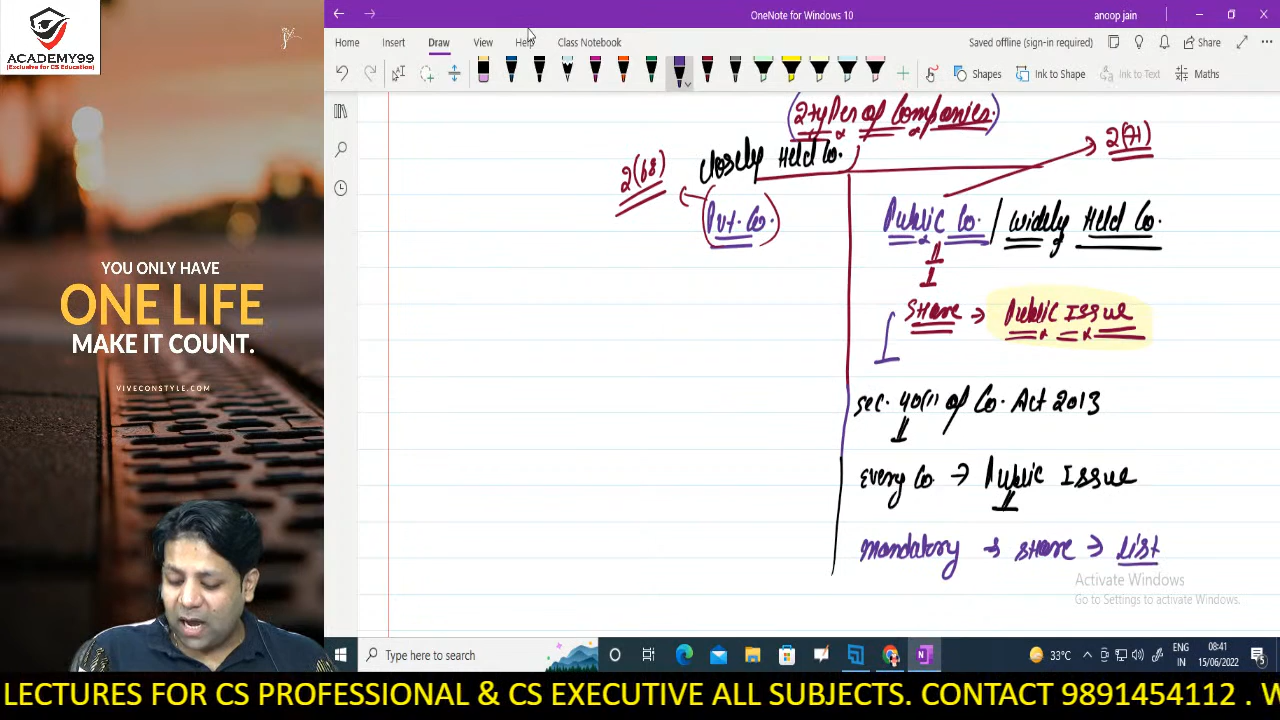 ACADEMY99
(Exclusive for CS Education)
YOU ONLY HAVE
ONE LIFE
MAKE IT COUNT.
VIVECONSTYLE.COM
OneNote for Windows 10
anoop jain
Home Insert Draw View Help Class Notebook
Saved offline (sign-in required)
Share
Shapes
Ink to Shape
Ink to Text
Maths
(2 types of Companies.)
Closely Held Co.
2(68)
2(71)
(Pvt. Co.)
Public Co. / Widely Held Co.
Share → Public Issue
Sec. 40(1) of Co. Act 2013
Every Co → Public Issue
Mandatory → Share → List
Activate Windows
Go to Settings to activate Windows.
Type here to search
33°C
ENG
IN
08:41
15/06/2022
5
LECTURES FOR CS PROFESSIONAL & CS EXECUTIVE ALL SUBJECTS. CONTACT 9891454112 . W